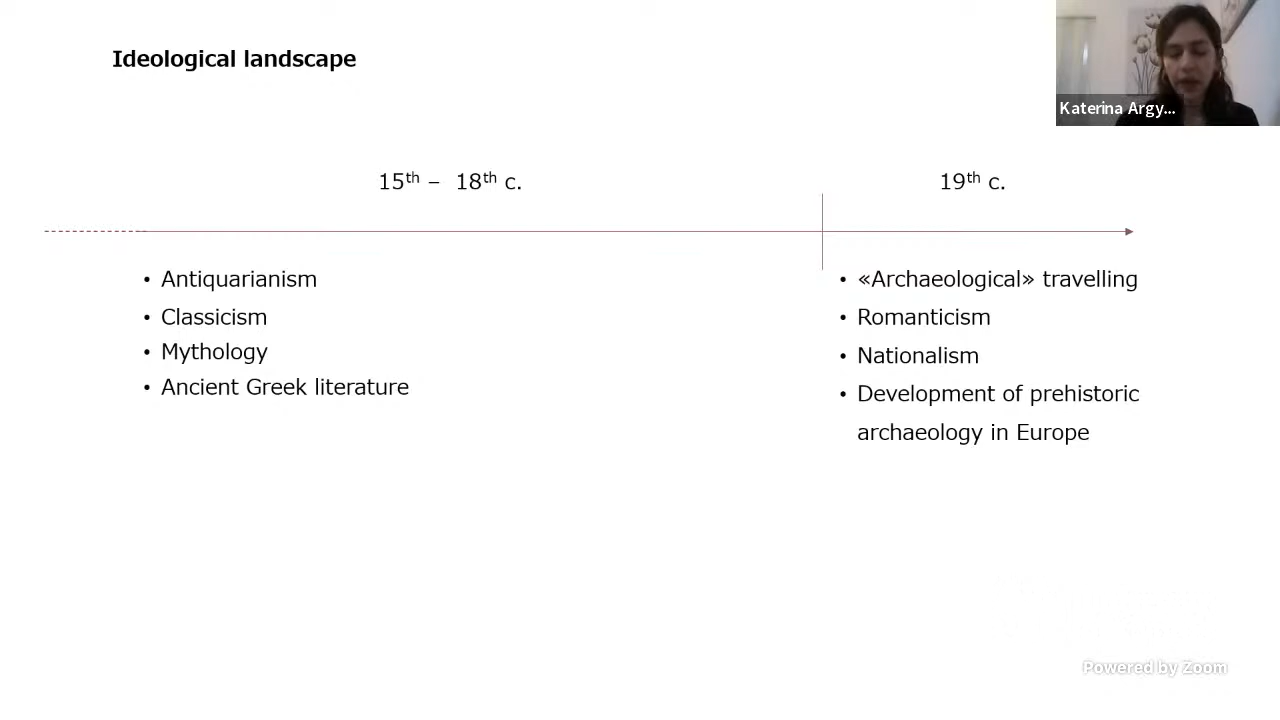 Ideological landscape
Katerina Argy...
15th – 18th c.
19th c.
• Antiquarianism
• Classicism
• Mythology
• Ancient Greek literature
• «Archaeological» travelling
• Romanticism
• Nationalism
• Development of prehistoric
archaeology in Europe
Powered by Zoom